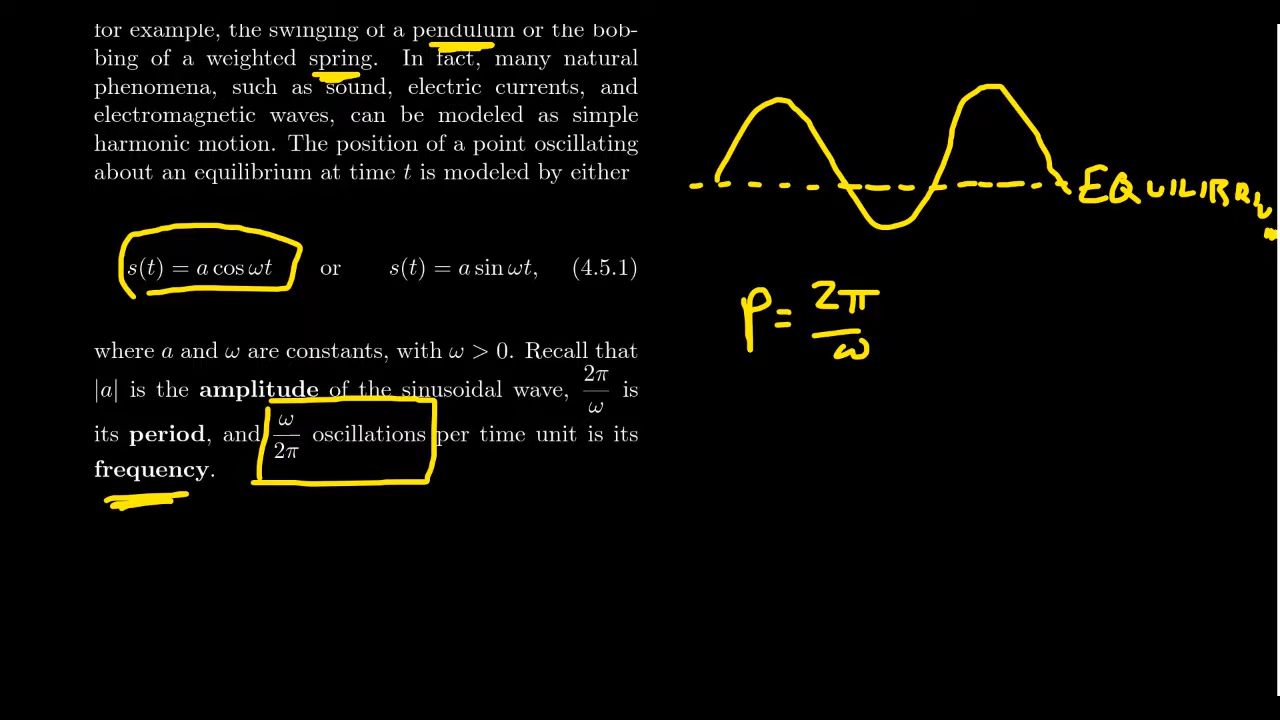 for example, the swinging of a pendulum or the bob-
bing of a weighted spring. In fact, many natural
phenomena, such as sound, electric currents, and
electromagnetic waves, can be modeled as simple
harmonic motion. The position of a point oscillating
about an equilibrium at time t is modeled by either
s(t) = a cos ωt or s(t) = a sin ωt, (4.5.1)
where a and ω are constants, with ω > 0. Recall that
|a| is the amplitude of the sinusoidal wave, 2π/ω is
its period, and ω/2π oscillations per time unit is its
frequency.
EQUILIBRIUM
P = 2π/ω